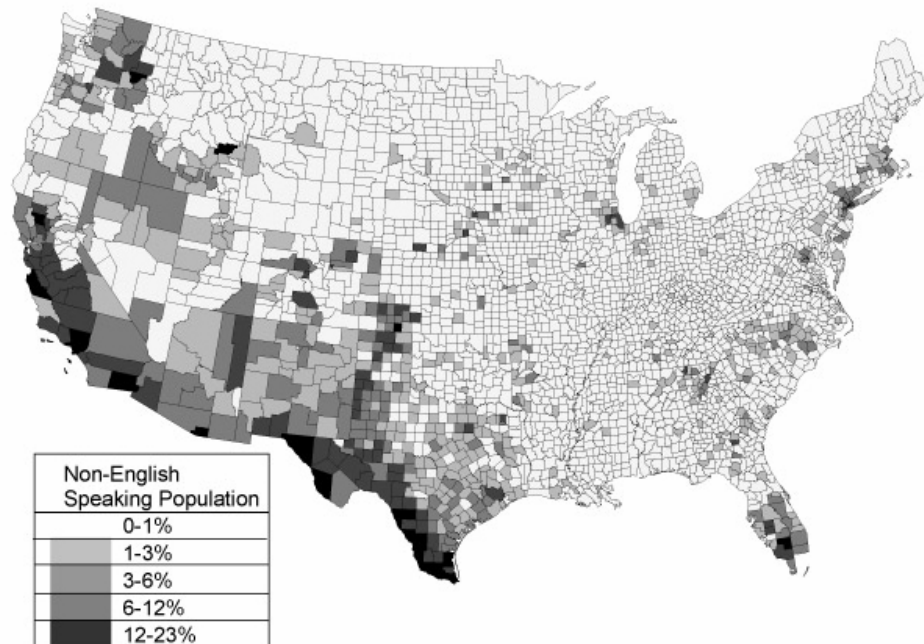 Non-English
Speaking Population
0-1%
1-3%
3-6%
6-12%
12-23%